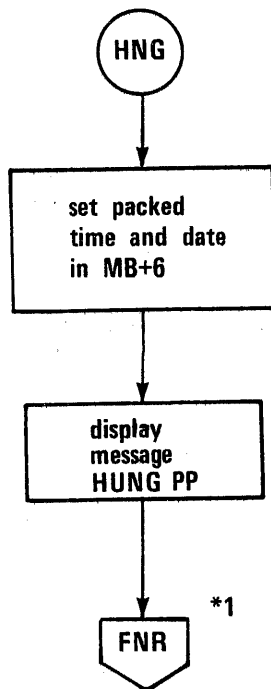 HNG
set packed
time and date
in MB+6
display
message
HUNG PP
*1
FNR